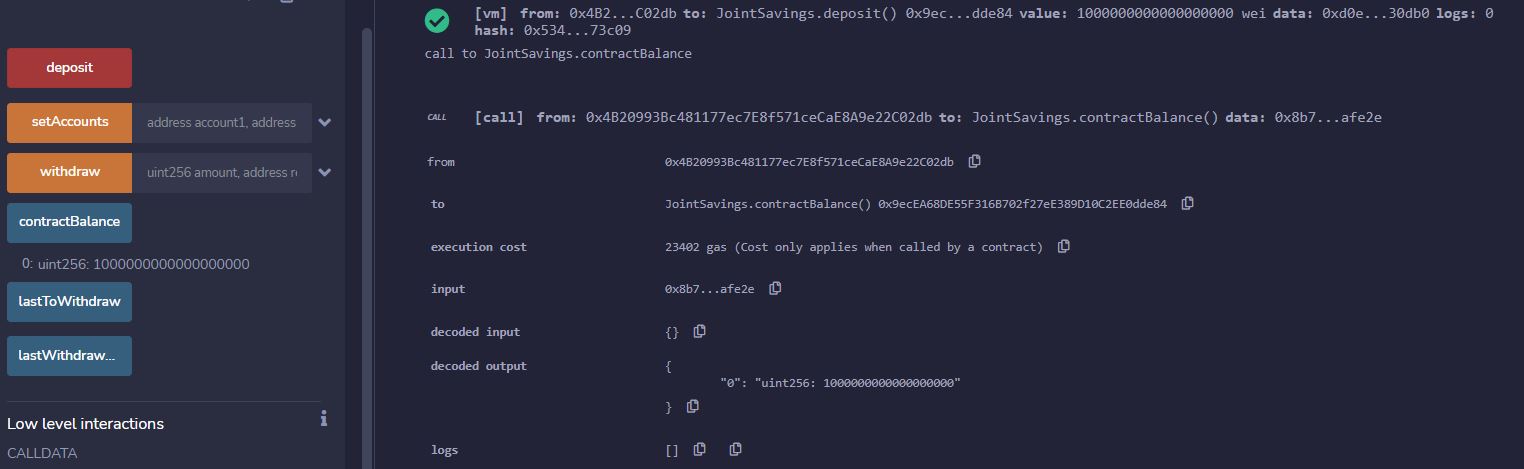 deposit
setAccounts
address account1, address
withdraw
uint256 amount, address re
contractBalance
0: uint256: 1000000000000000000
lastToWithdraw
lastWithdraw...
Low level interactions
CALLDATA
[vm] from: 0x4B2...C02db to: JointSavings.deposit() 0x9ec...dde84 value: 1000000000000000000 wei data: 0xd0e...30db0 logs: 0
hash: 0x534...73c09
call to JointSavings.contractBalance
CALL [call] from: 0x4B20993Bc481177ec7E8f571ceCaE8A9e22C02db to: JointSavings.contractBalance() data: 0x8b7...afe2e
from 0x4B20993Bc481177ec7E8f571ceCaE8A9e22C02db
to JointSavings.contractBalance() 0x9ecEA68DE55F316B702f27eE389D10C2EE0dde84
execution cost 23402 gas (Cost only applies when called by a contract)
input 0x8b7...afe2e
decoded input {}
decoded output {
"0": "uint256: 1000000000000000000"
}
logs []